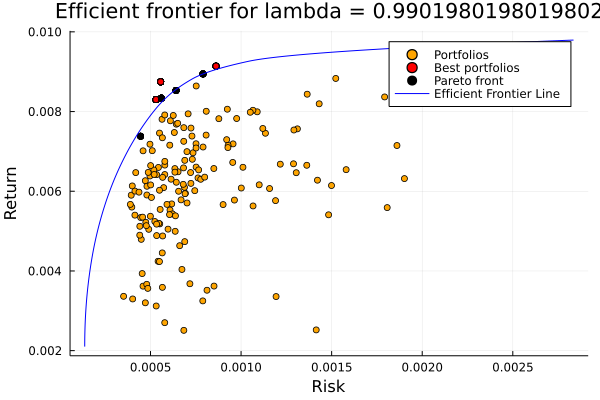 Efficient frontier for lambda = 0.9901980198019802
0.010
0.008
0.006
0.004
0.002
Return
Portfolios
Best portfolios
Pareto front
Efficient Frontier Line
0.0005 0.0010 0.0015 0.0020 0.0025
Risk